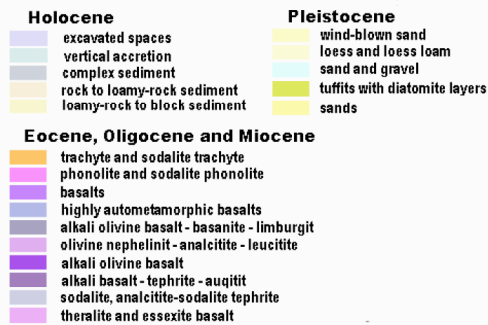 Holocene
excavated spaces
vertical accretion
complex sediment
rock to loamy-rock sediment
loamy-rock to block sediment
Pleistocene
wind-blown sand
loess and loess loam
sand and gravel
tuffits with diatomite layers
sands
Eocene, Oligocene and Miocene
trachyte and sodalite trachyte
phonolite and sodalite phonolite
basalts
highly autometamorphic basalts
alkali olivine basalt - basanite - limburgit
olivine nephelinit - analcitite - leucitite
alkali olivine basalt
alkali basalt - tephrite - auqitit
sodalite, analcitite-sodalite tephrite
theralite and essexite basalt